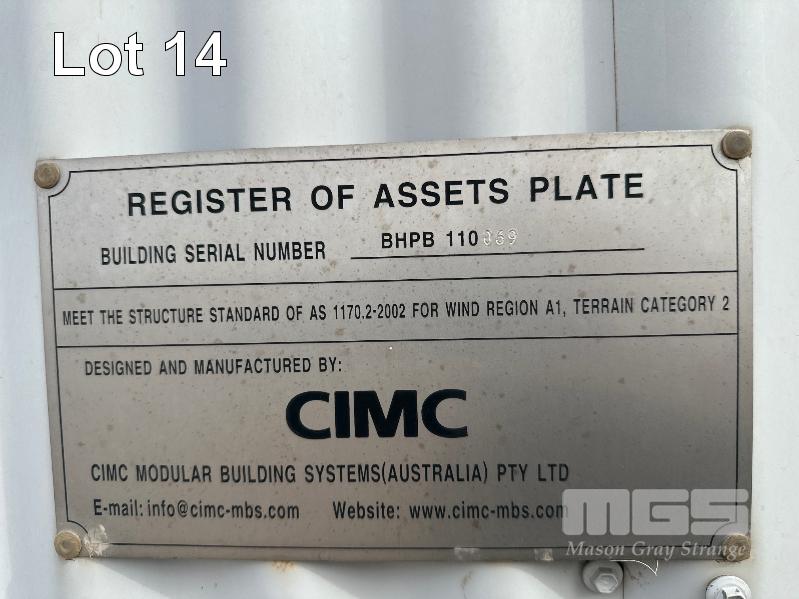 Lot 14
REGISTER OF ASSETS PLATE
BUILDING SERIAL NUMBER BHPB 110069
MEET THE STRUCTURE STANDARD OF AS 1170.2-2002 FOR WIND REGION A1, TERRAIN CATEGORY 2
DESIGNED AND MANUFACTURED BY:
CIMC
CIMC MODULAR BUILDING SYSTEMS(AUSTRALIA) PTY LTD
E-mail: info@cimc-mbs.com Website: www.cimc-mbs.com
MGS
Mason Gray Strange